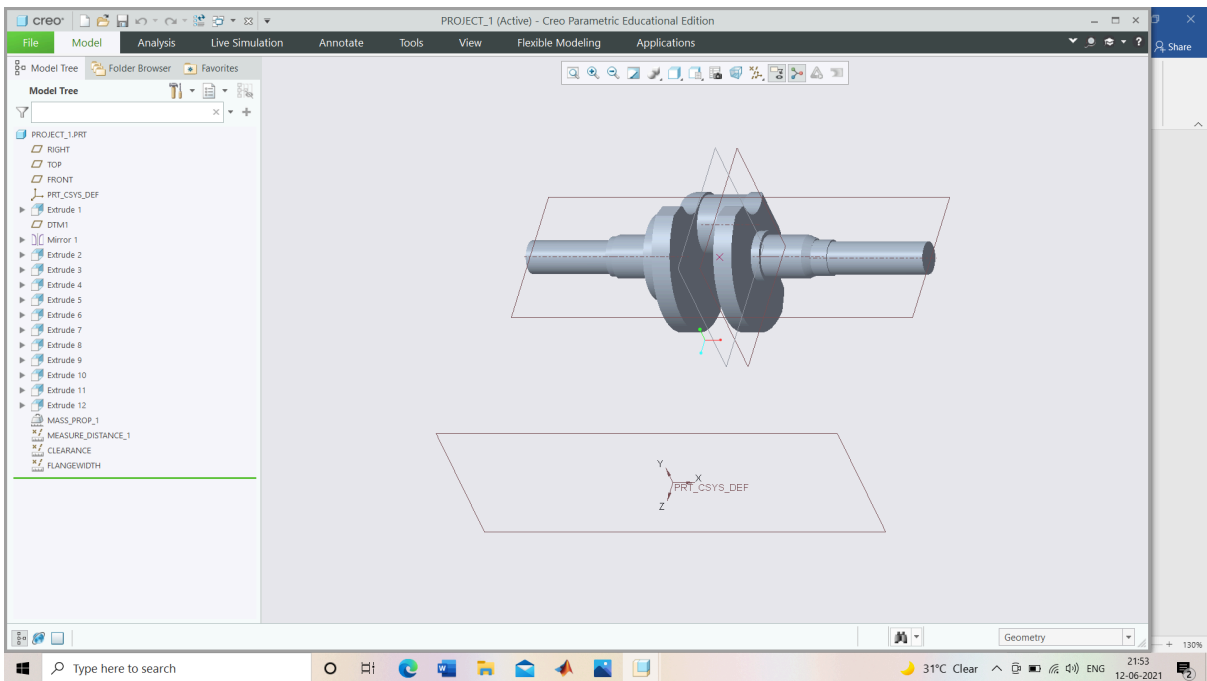 creo
PROJECT_1 (Active) - Creo Parametric Educational Edition
File Model Analysis Live Simulation Annotate Tools View Flexible Modeling Applications
Share
Model Tree Folder Browser Favorites
Model Tree
PROJECT_1.PRT
RIGHT
TOP
FRONT
PRT_CSYS_DEF
Extrude 1
DTM1
Mirror 1
Extrude 2
Extrude 3
Extrude 4
Extrude 5
Extrude 6
Extrude 7
Extrude 8
Extrude 9
Extrude 10
Extrude 11
Extrude 12
MASS_PROP_1
MEASURE_DISTANCE_1
CLEARANCE
FLANGEWIDTH
Y
X
PRT_CSYS_DEF
Z
Geometry
130%
Type here to search
31°C Clear
ENG
21:53
12-06-2021
2